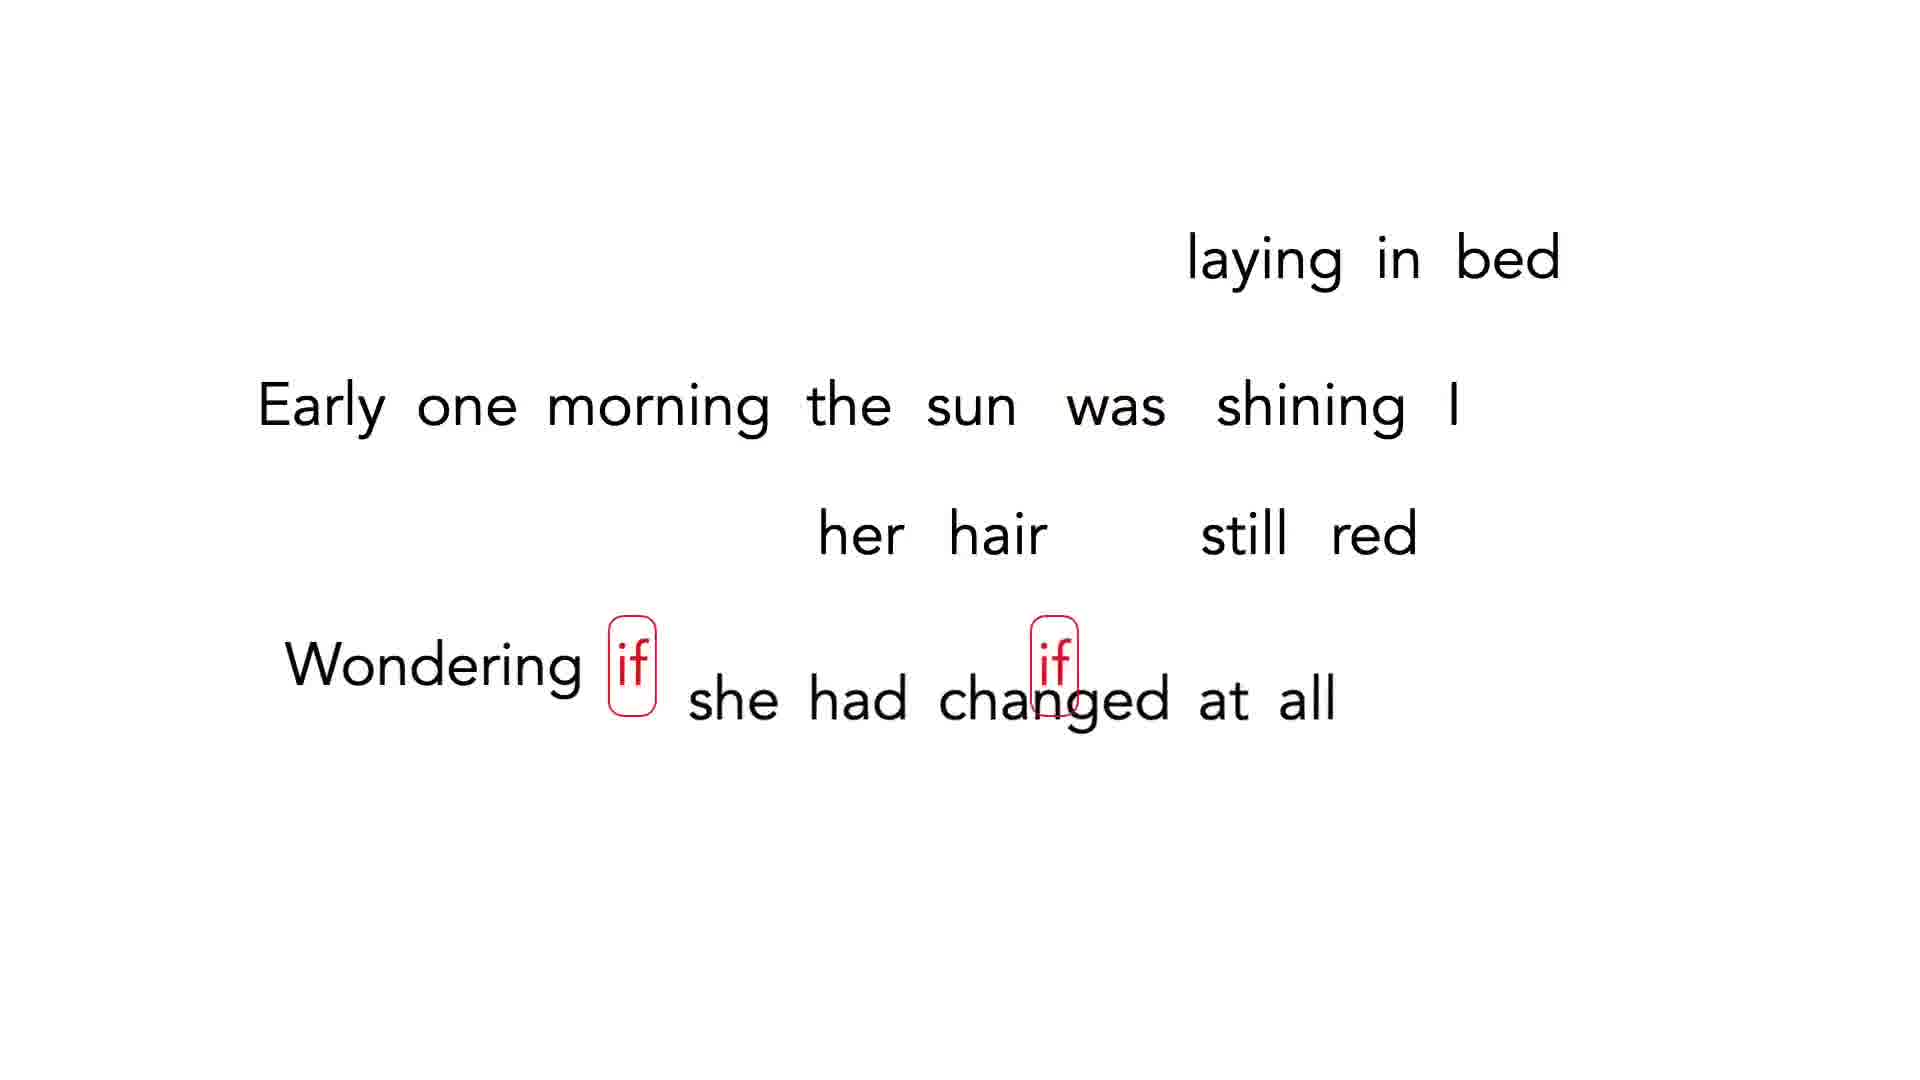 laying in bed
Early one morning the sun was shining I
her hair still red
Wondering if she had changed at all if